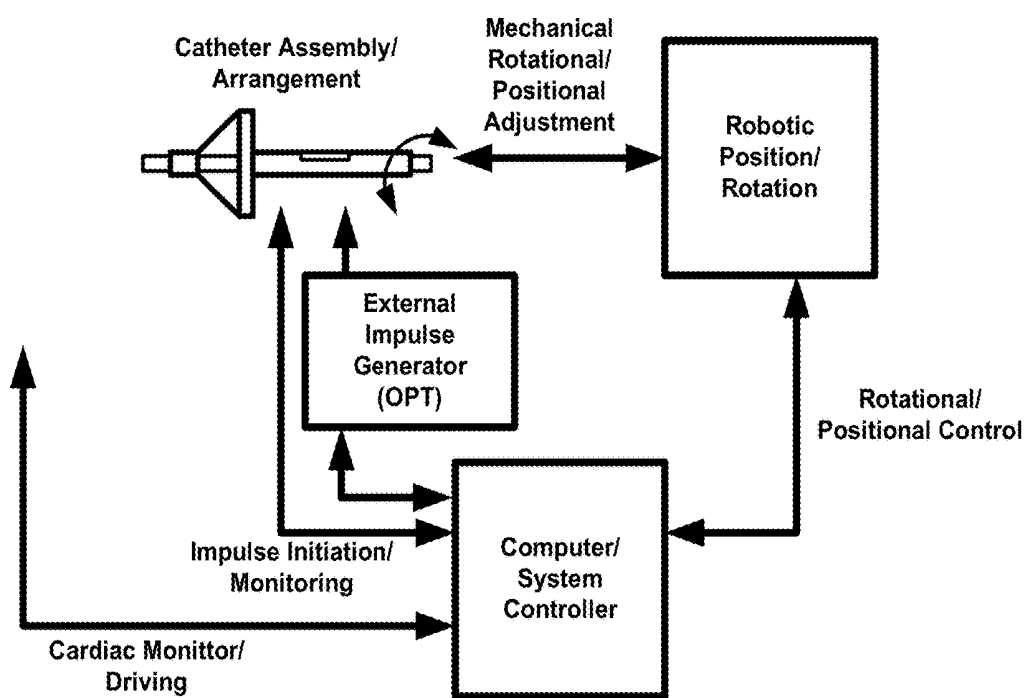 Catheter Assembly/
Arrangement
Mechanical
Rotational/
Positional
Adjustment
Robotic
Position/
Rotation
External
Impulse
Generator
(OPT)
Rotational/
Positional Control
Impulse Initiation/
Monitoring
Computer/
System
Controller
Cardiac Monittor/
Driving